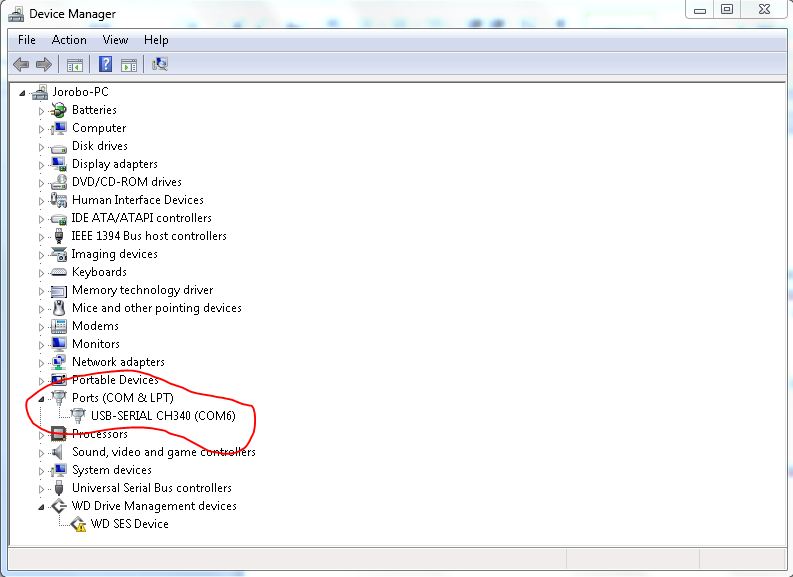 Device Manager
File Action View Help
Jorobo-PC
Batteries
Computer
Disk drives
Display adapters
DVD/CD-ROM drives
Human Interface Devices
IDE ATA/ATAPI controllers
IEEE 1394 Bus host controllers
Imaging devices
Keyboards
Memory technology driver
Mice and other pointing devices
Modems
Monitors
Network adapters
Portable Devices
Ports (COM & LPT)
USB-SERIAL CH340 (COM6)
Processors
Sound, video and game controllers
System devices
Universal Serial Bus controllers
WD Drive Management devices
WD SES Device